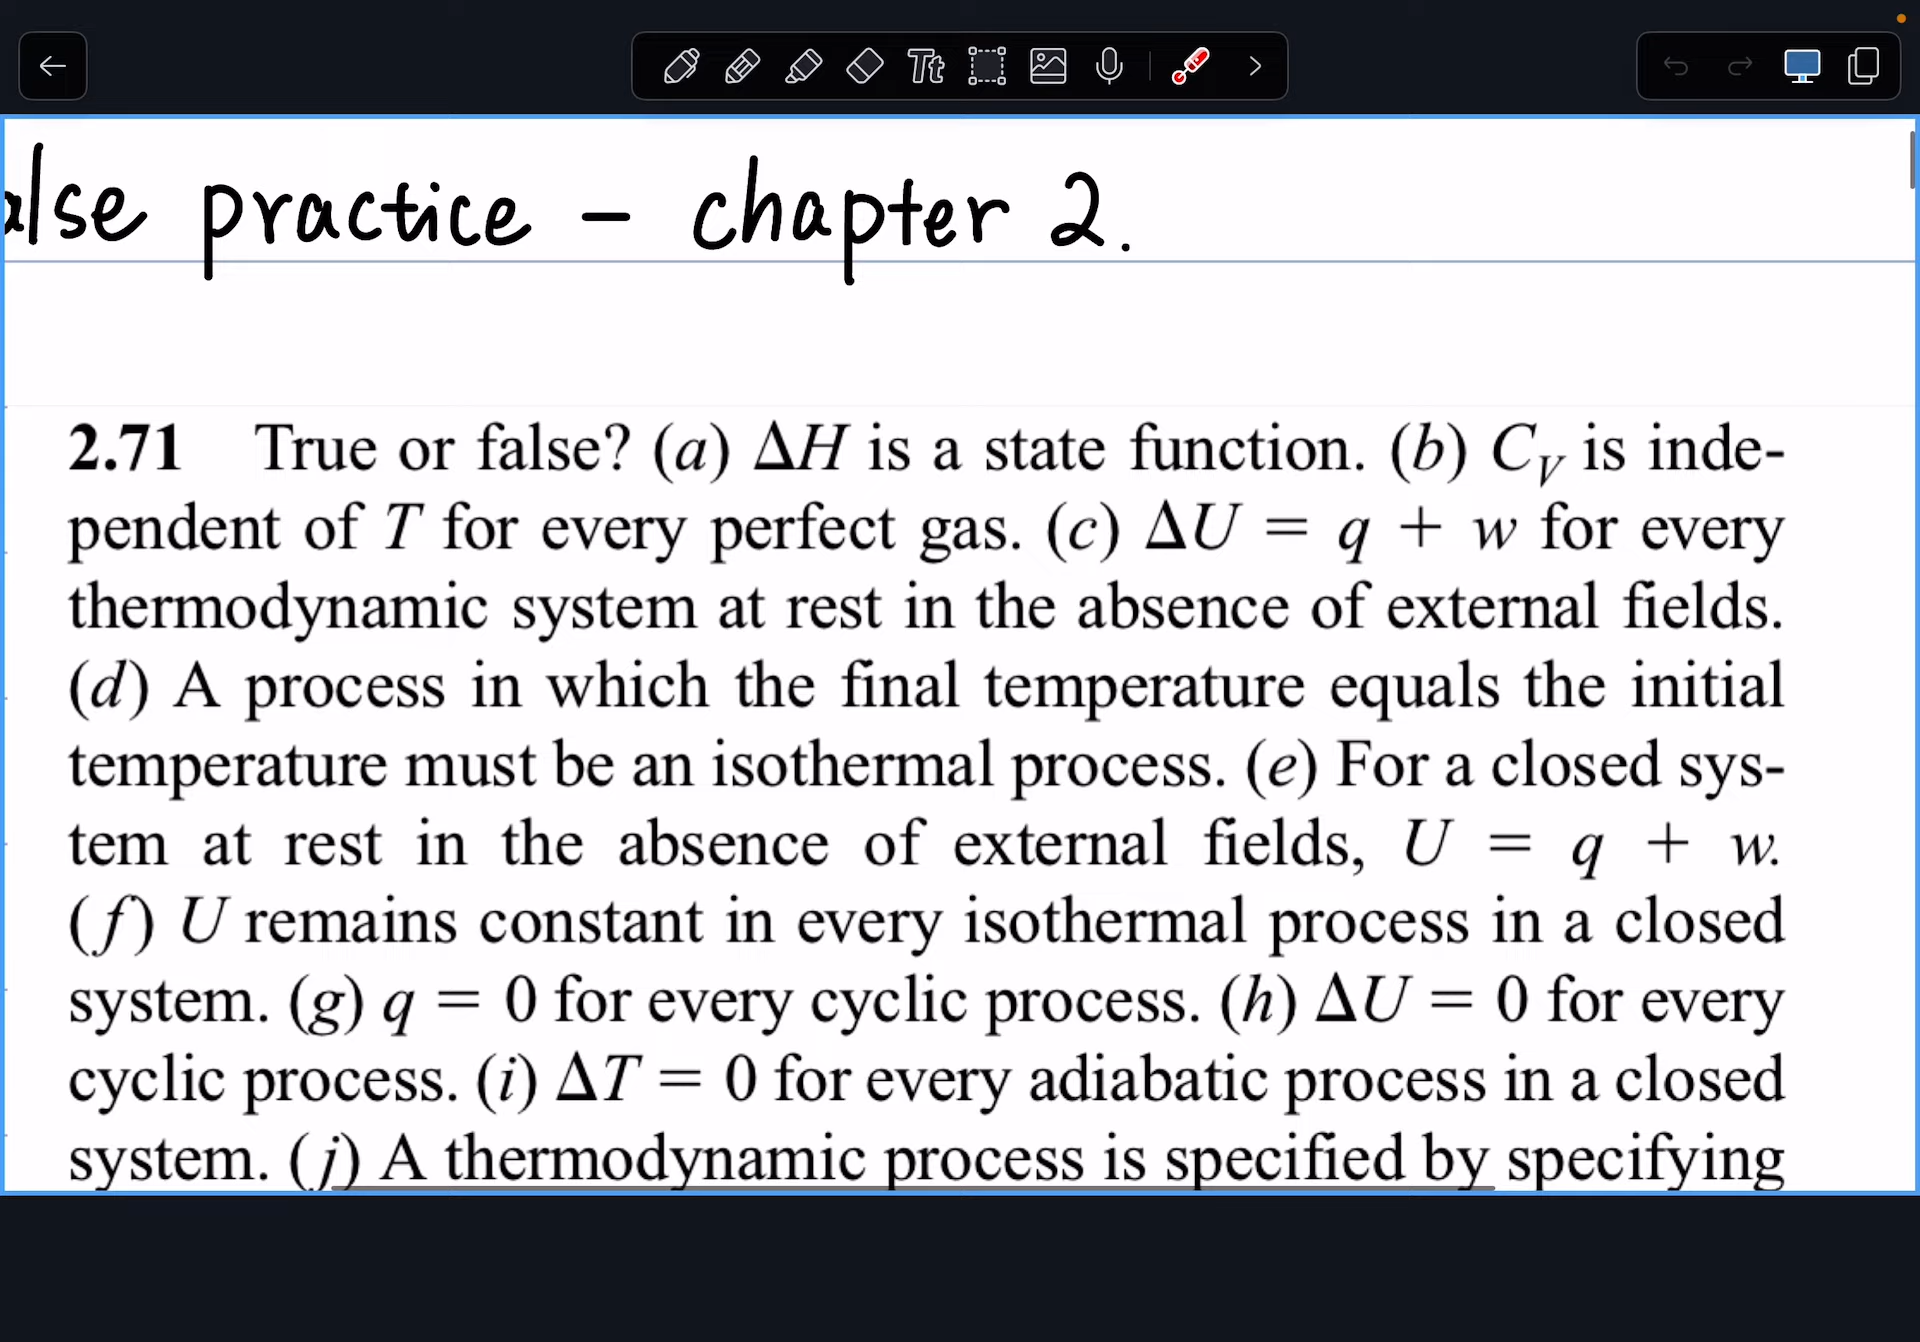 Tt
alse practice - chapter 2.
2.71 True or false? (a) ΔH is a state function. (b) C_V is inde-
pendent of T for every perfect gas. (c) ΔU = q + w for every
thermodynamic system at rest in the absence of external fields.
(d) A process in which the final temperature equals the initial
temperature must be an isothermal process. (e) For a closed sys-
tem at rest in the absence of external fields, U = q + w.
(f) U remains constant in every isothermal process in a closed
system. (g) q = 0 for every cyclic process. (h) ΔU = 0 for every
cyclic process. (i) ΔT = 0 for every adiabatic process in a closed
system. (j) A thermodynamic process is specified by specifying